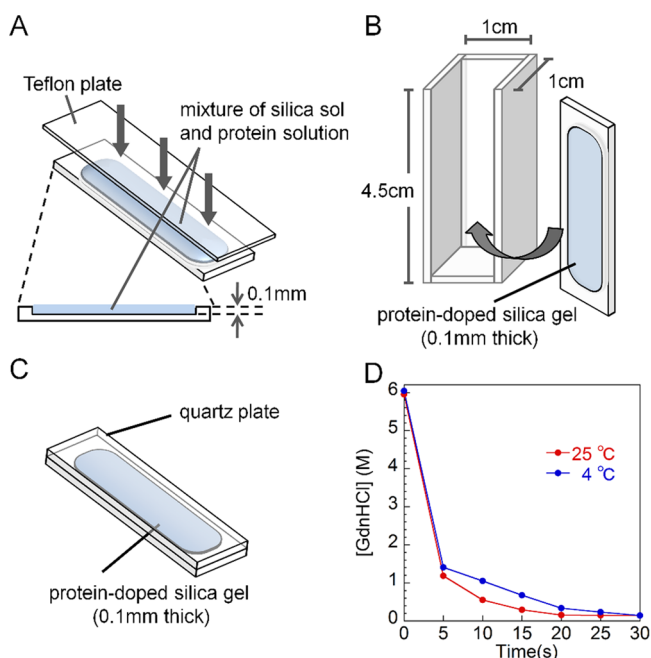 A
Teflon plate
mixture of silica sol
and protein solution
0.1mm
B
1cm
1cm
4.5cm
protein-doped silica gel
(0.1mm thick)
C
quartz plate
protein-doped silica gel
(0.1mm thick)
D
[GdnHCl] (M)
6
5
4
3
2
1
0
25 °C
4 °C
0 5 10 15 20 25 30
Time(s)